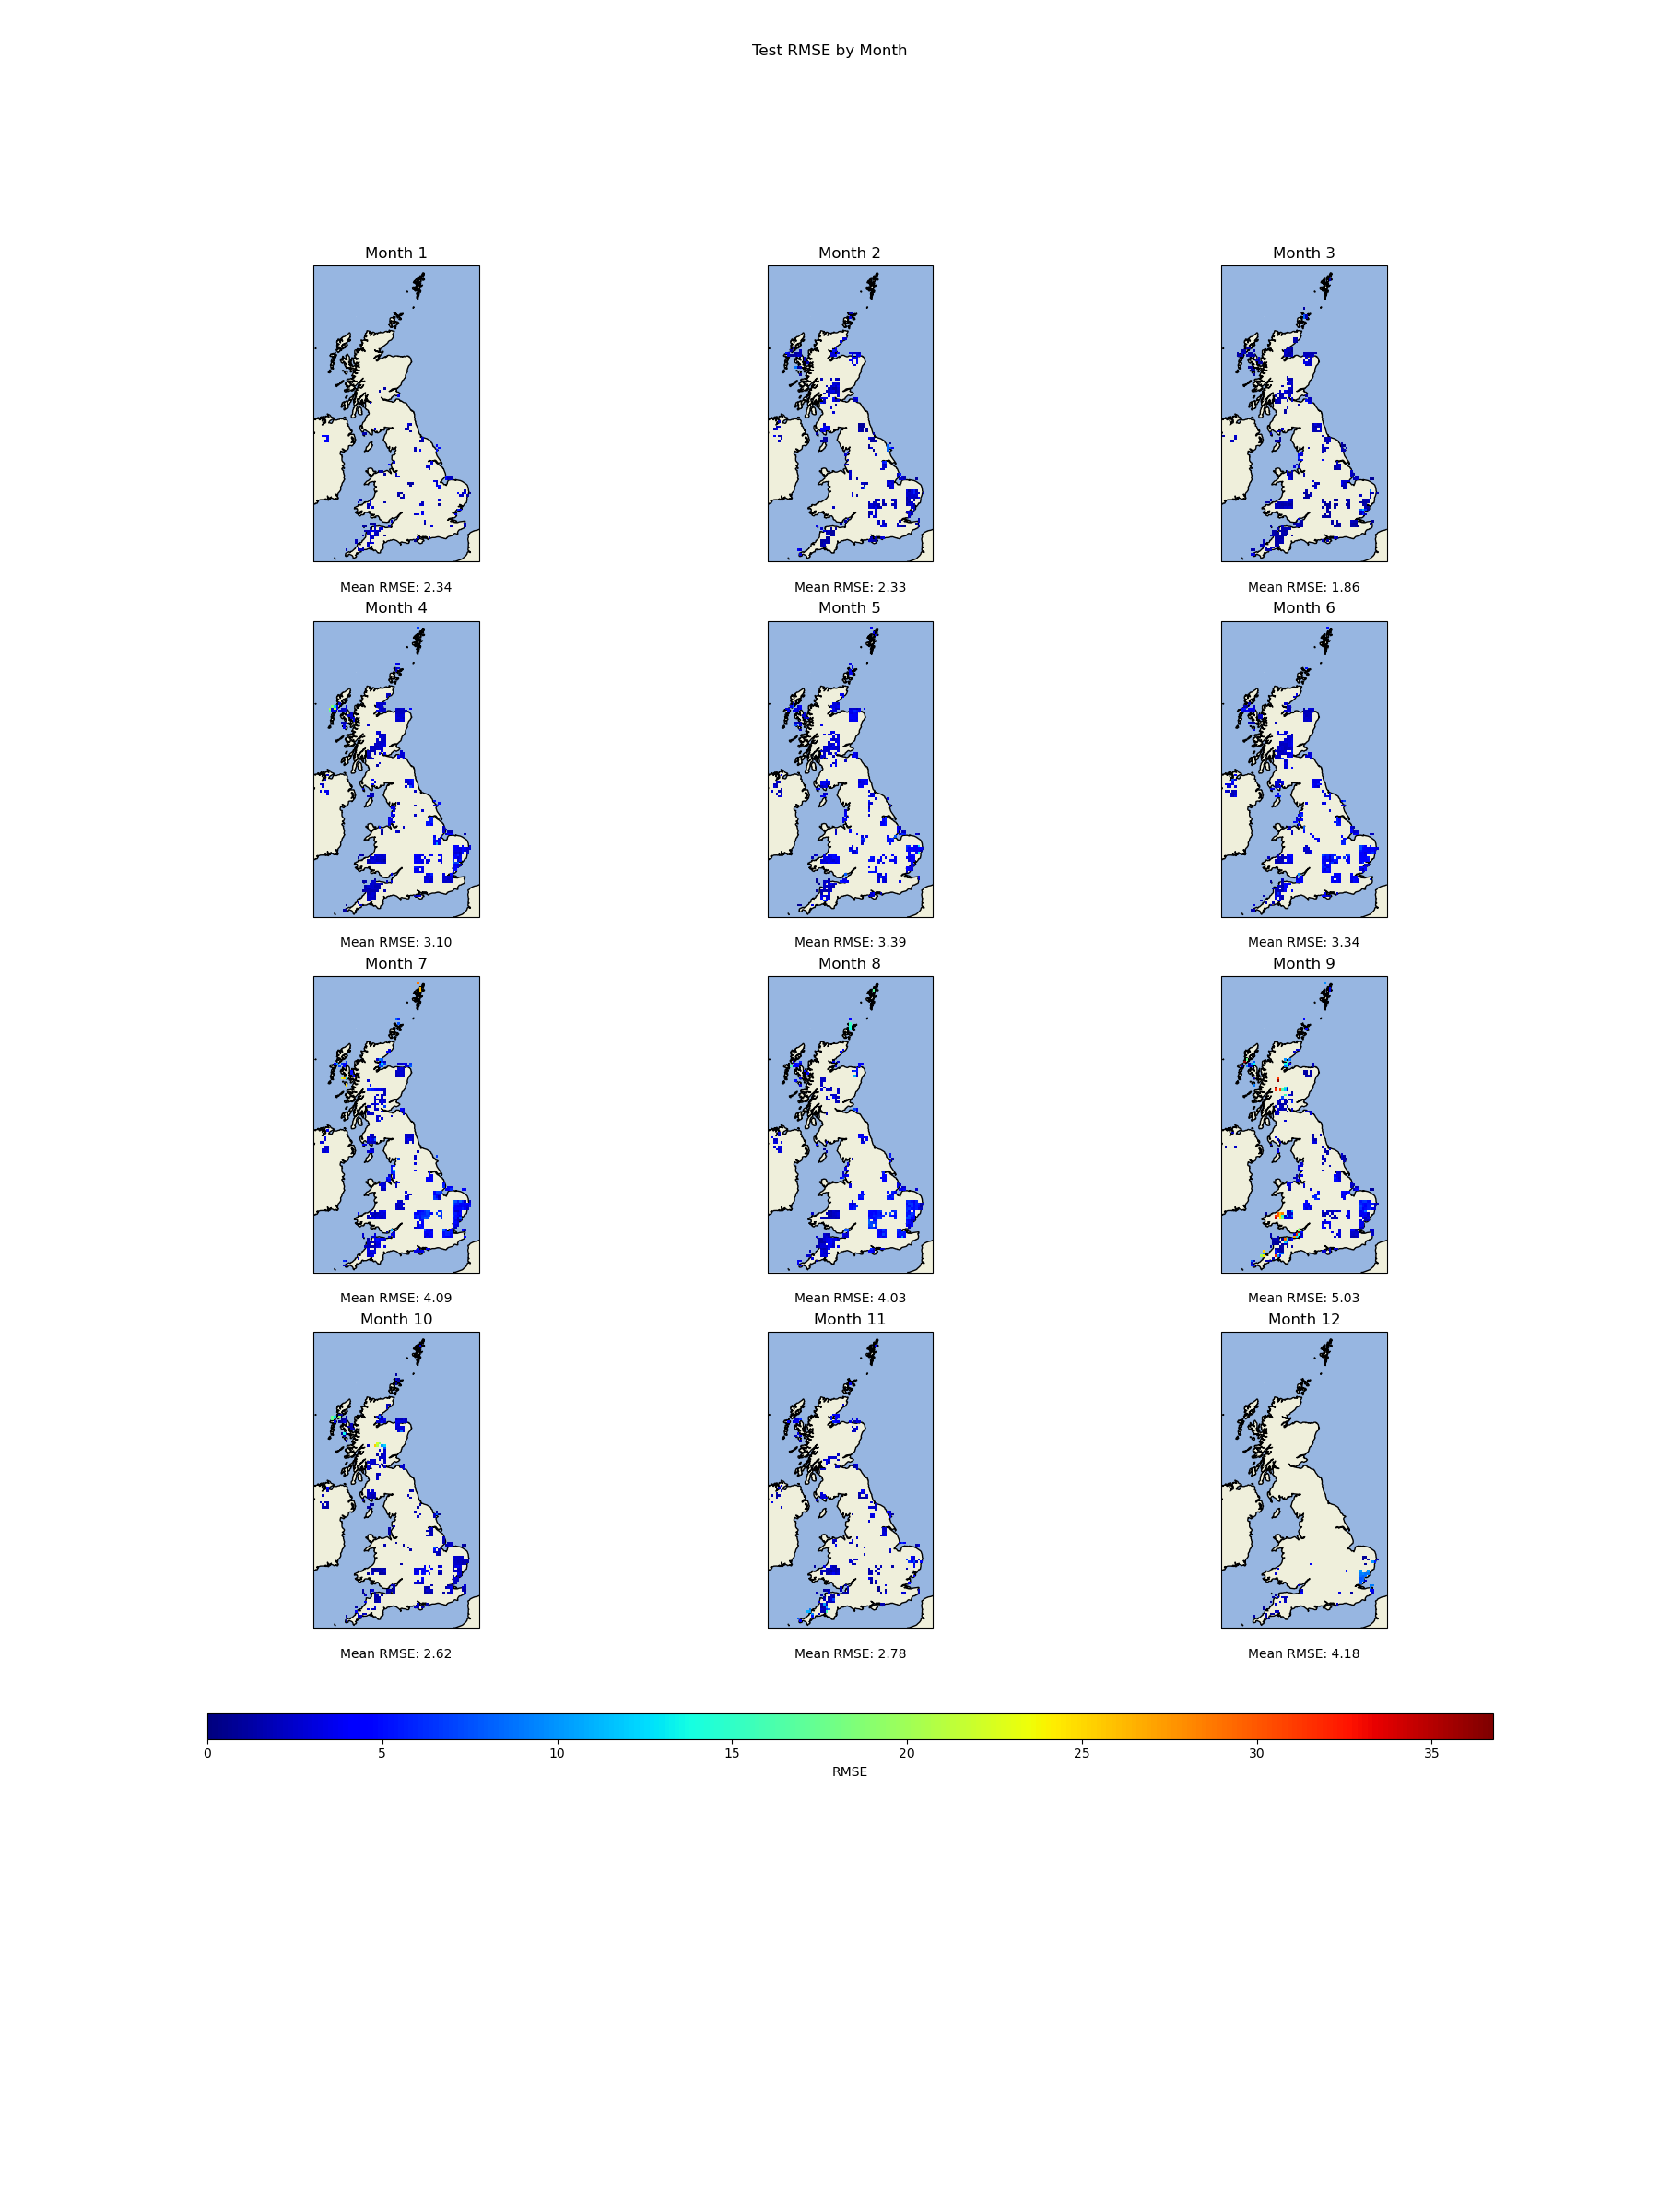 Test RMSE by Month
Month 1
Month 2
Month 3
Mean RMSE: 2.34
Mean RMSE: 2.33
Mean RMSE: 1.86
Month 4
Month 5
Month 6
Mean RMSE: 3.10
Mean RMSE: 3.39
Mean RMSE: 3.34
Month 7
Month 8
Month 9
Mean RMSE: 4.09
Mean RMSE: 4.03
Mean RMSE: 5.03
Month 10
Month 11
Month 12
Mean RMSE: 2.62
Mean RMSE: 2.78
Mean RMSE: 4.18
0 5 10 15 20 25 30 35
RMSE